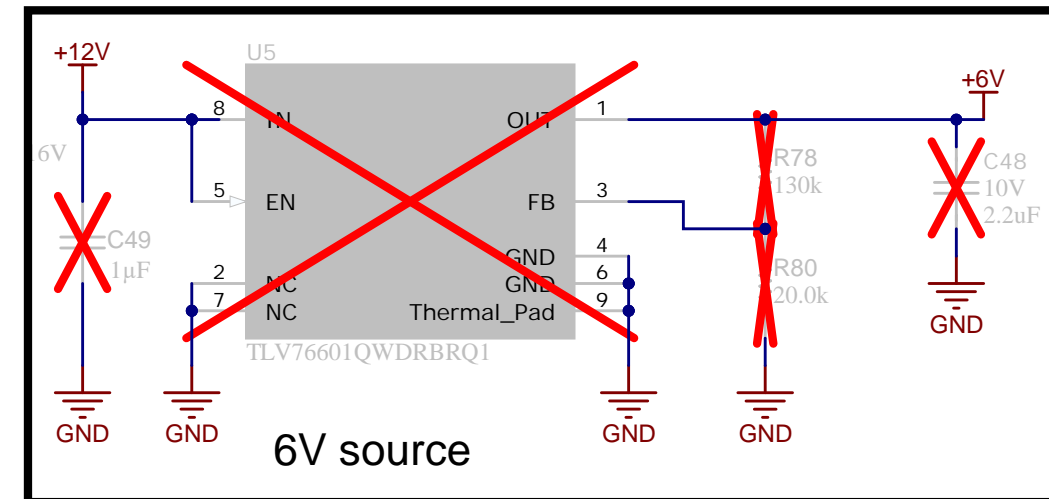 +12V
U5
+6V
8
IN
OUT
1
6V
R78
130k
C48
10V
2.2uF
5
EN
FB
3
C49
1µF
GND
4
2
NC
GND
6
R80
20.0k
7
NC
Thermal_Pad
9
TLV76601QWDRBRQ1
GND
GND
GND
GND
GND
6V source